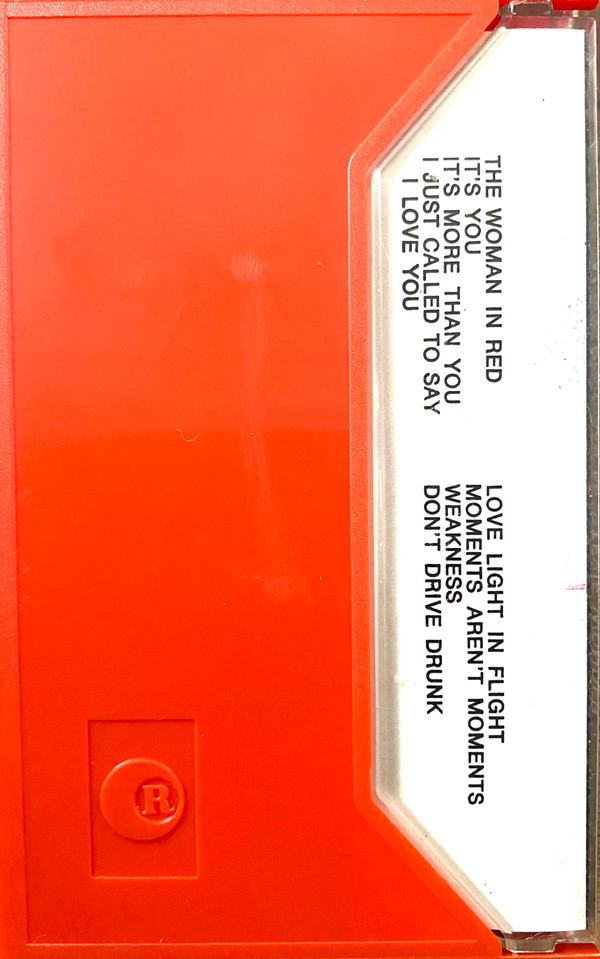 THE WOMAN IN RED
IT'S YOU
IT'S MORE THAN YOU
I JUST CALLED TO SAY
I LOVE YOU
LOVE LIGHT IN FLIGHT
MOMENTS AREN'T MOMENTS
WEAKNESS
DON'T DRIVE DRUNK
R